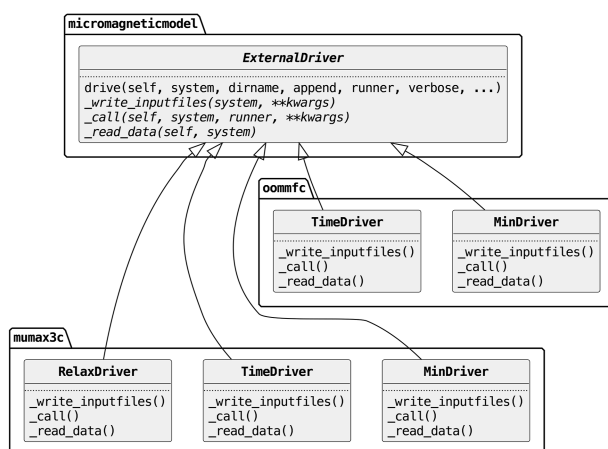 micromagneticmodel
ExternalDriver
drive(self, system, dirname, append, runner, verbose, ...)
_write_inputfiles(system, **kwargs)
_call(self, system, runner, **kwargs)
_read_data(self, system)
oommfc
TimeDriver
_write_inputfiles()
_call()
_read_data()
MinDriver
_write_inputfiles()
_call()
_read_data()
mumax3c
RelaxDriver
_write_inputfiles()
_call()
_read_data()
TimeDriver
_write_inputfiles()
_call()
_read_data()
MinDriver
_write_inputfiles()
_call()
_read_data()